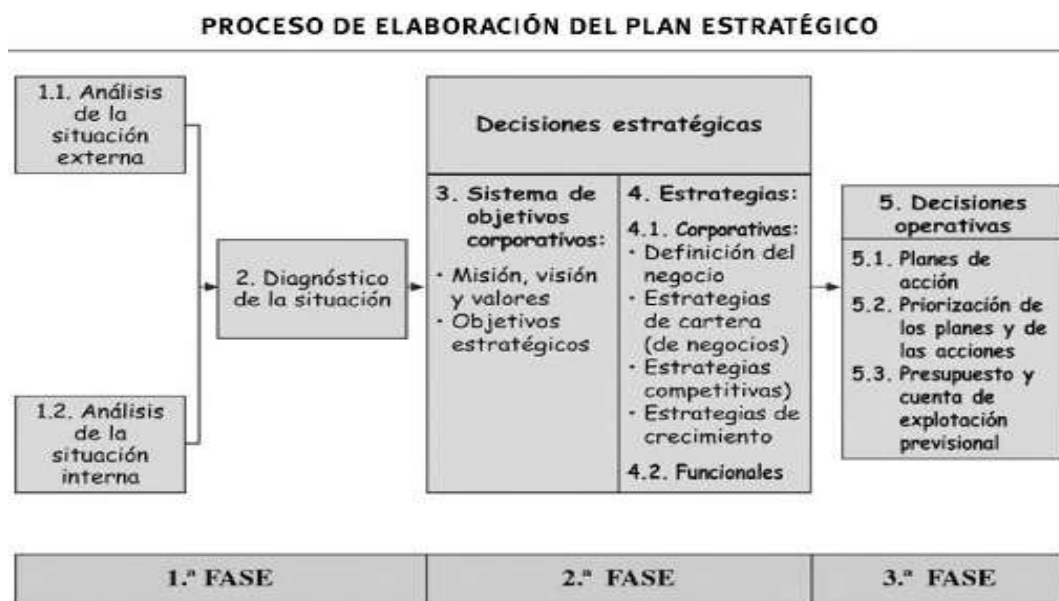 PROCESO DE ELABORACIÓN DEL PLAN ESTRATÉGICO
1.1. Análisis
de la
situación
externa
1.2. Análisis
de la
situación
interna
2. Diagnóstico
de la situación
Decisiones estratégicas
3. Sistema de
objetivos
corporativos:
· Misión, visión
y valores
· Objetivos
estratégicos
4. Estrategias:
4.1. Corporativas:
· Definición del
negocio
· Estrategias
de cartera
(de negocios)
· Estrategias
competitivas)
· Estrategias de
crecimiento
4.2. Funcionales
5. Decisiones
operativas
5.1. Planes de
acción
5.2. Priorización de
los planes y de
las acciones
5.3. Presupuesto y
cuenta de
explotación
previsional
1.ª FASE
2.ª FASE
3.ª FASE